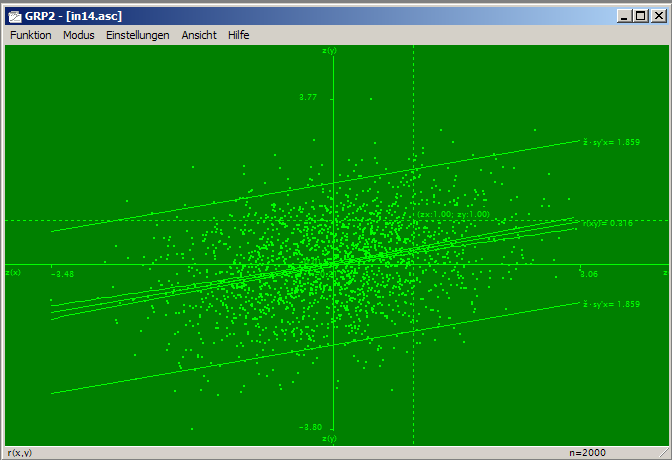 GRP2 - [in14.asc]
Funktion Modus Einstellungen Ansicht Hilfe
z(y)
3.77
ž·sy'x= 1.859
(zx:1.00; zy:1.00)
r(xy)= 0.316
z(x)
-3.48
3.06
ž·sy'x= 1.859
-3.80
z(y)
r(x,y)
n=2000